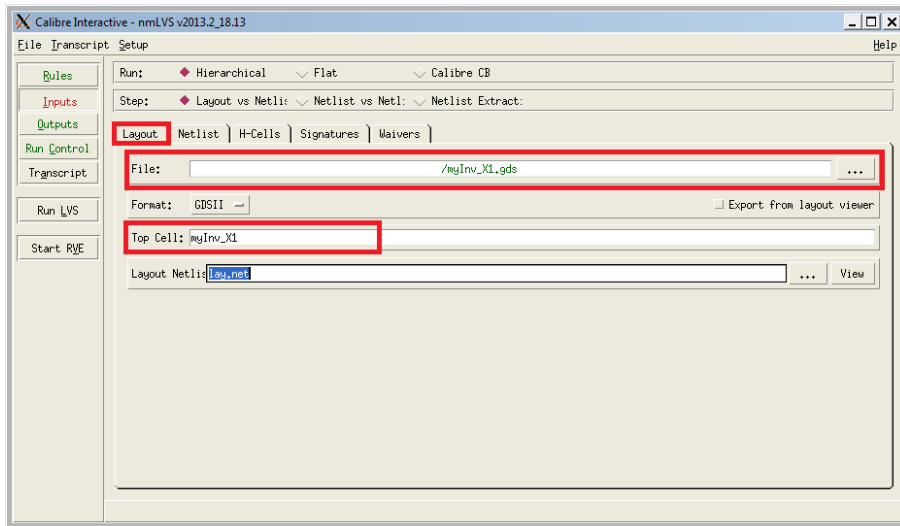 Calibre Interactive - nmLVS v2013.2_18.13
File Transcript Setup Help
Rules
Inputs
Outputs
Run Control
Transcript
Run LVS
Start RVE
Run: Hierarchical Flat Calibre CB
Step: Layout vs Netli: Netlist vs Netl: Netlist Extract:
Layout Netlist H-Cells Signatures Waivers
File: /myInv_X1.gds ...
Format: GDSII Export from layout viewer
Top Cell: myInv_X1
Layout Netlis lay.net ... View